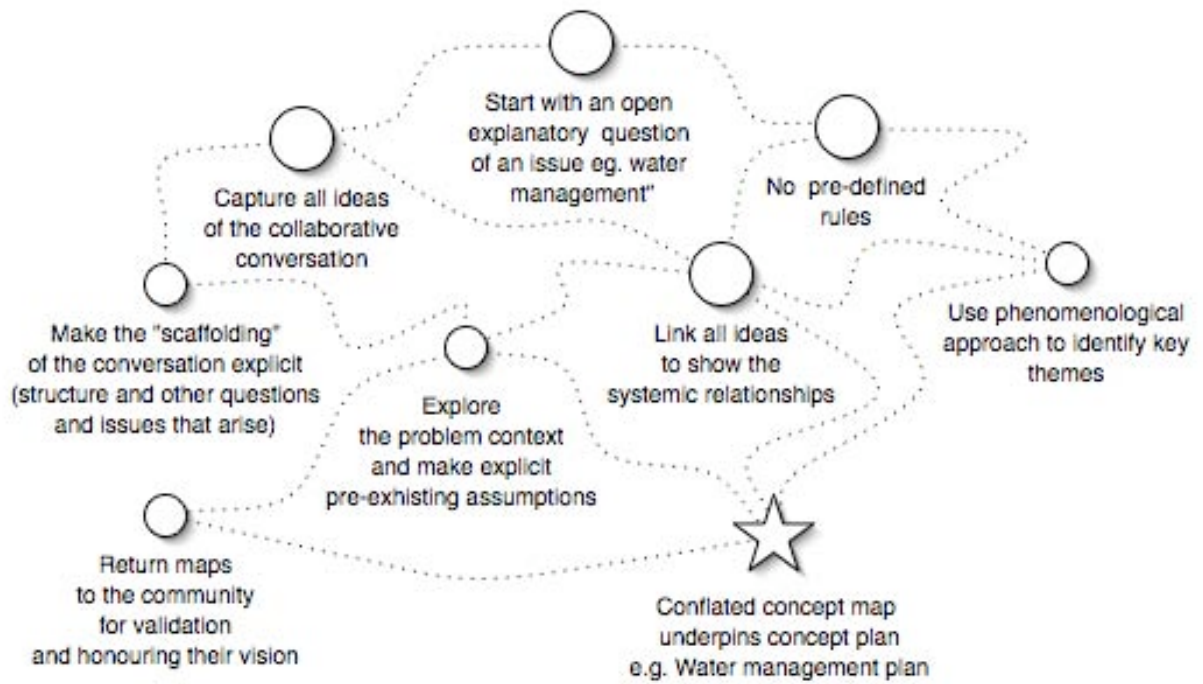 Start with an open
explanatory question
of an issue eg. water
management"
No pre-defined
rules
Capture all ideas
of the collaborative
conversation
Use phenomenological
approach to identify key
themes
Make the "scaffolding"
of the conversation explicit
(structure and other questions
and issues that arise)
Link all ideas
to show the
systemic relationships
Explore
the problem context
and make explicit
pre-exhisting assumptions
Return maps
to the community
for validation
and honouring their vision
Conflated concept map
underpins concept plan
e.g. Water management plan